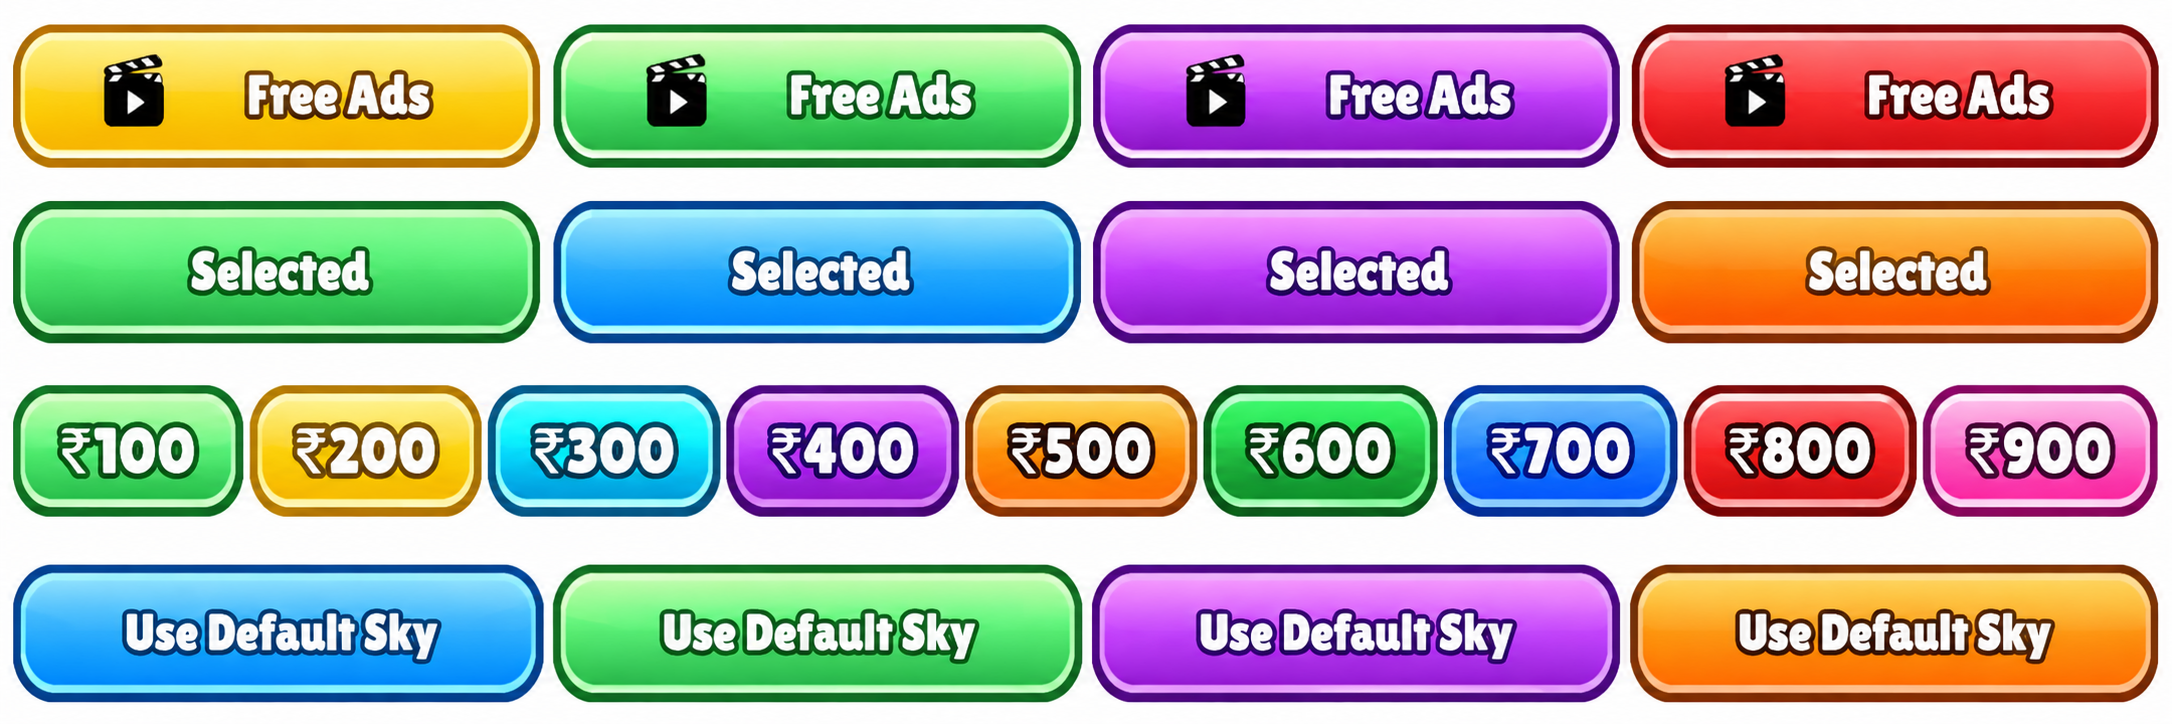 Free Ads Free Ads Free Ads Free Ads
Selected Selected Selected Selected
₹100 ₹200 ₹300 ₹400 ₹500 ₹600 ₹700 ₹800 ₹900
Use Default Sky Use Default Sky Use Default Sky Use Default Sky